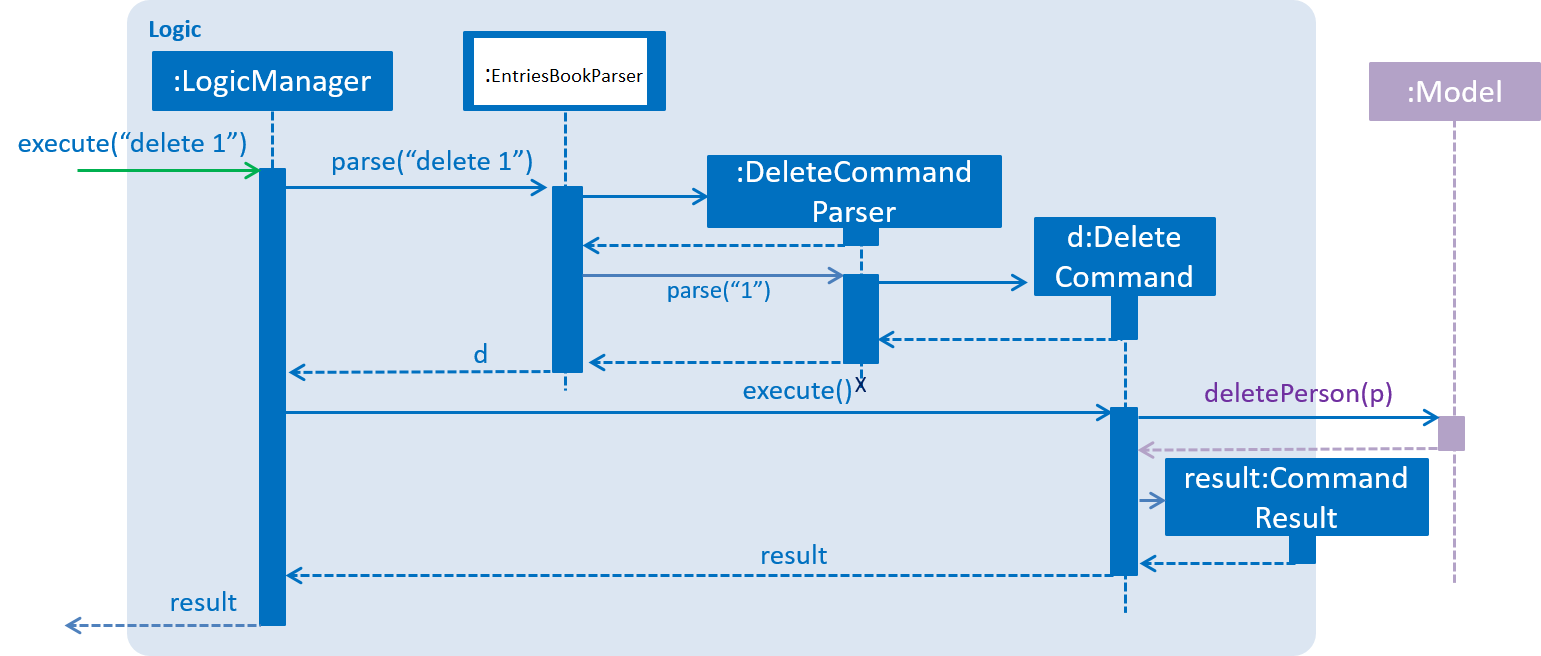 Logic
:LogicManager
:EntriesBookParser
:Model
execute(“delete 1”)
parse(“delete 1”)
:DeleteCommand
Parser
d:Delete
Command
parse(“1”)
d
execute()
X
deletePerson(p)
result:Command
Result
result
result